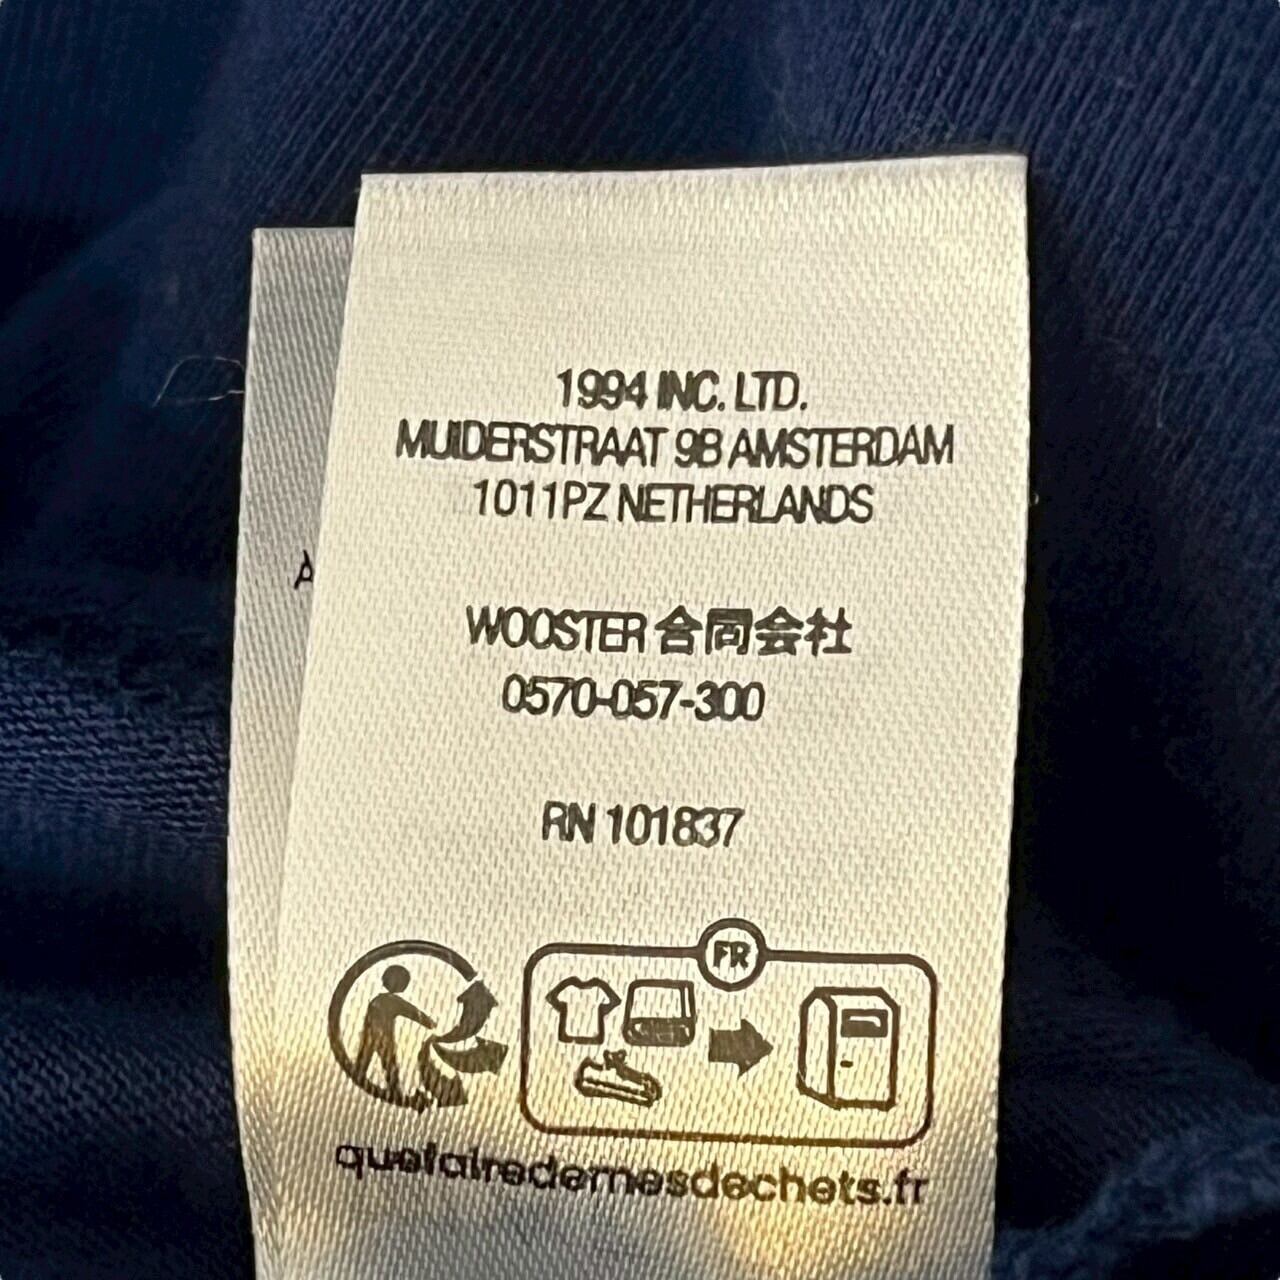 1994 INC. LTD.
MUIDERSTRAAT 9B AMSTERDAM
1011PZ NETHERLANDS
WOOSTER 合同会社
0570-057-300
RN 101837
FR
quefairedemesdechets.fr